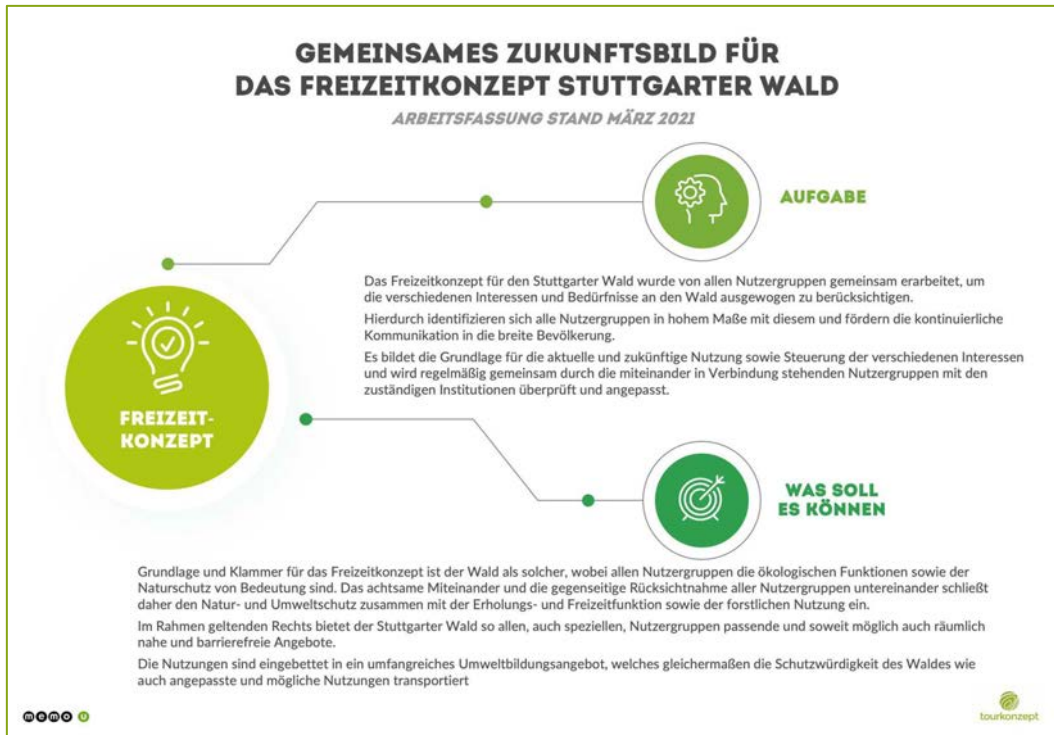 GEMEINSAMES ZUKUNFTSBILD FÜR
DAS FREIZEITKONZEPT STUTTGARTER WALD
ARBEITSFASSUNG STAND MÄRZ 2021
AUFGABE
Das Freizeitkonzept für den Stuttgarter Wald wurde von allen Nutzergruppen gemeinsam erarbeitet, um
die verschiedenen Interessen und Bedürfnisse an den Wald ausgewogen zu berücksichtigen.
Hierdurch identifizieren sich alle Nutzergruppen in hohem Maße mit diesem und fördern die kontinuierliche
Kommunikation in die breite Bevölkerung.
Es bildet die Grundlage für die aktuelle und zukünftige Nutzung sowie Steuerung der verschiedenen Interessen
und wird regelmäßig gemeinsam durch die miteinander in Verbindung stehenden Nutzergruppen mit den
zuständigen Institutionen überprüft und angepasst.
FREIZEIT-
KONZEPT
WAS SOLL
ES KÖNNEN
Grundlage und Klammer für das Freizeitkonzept ist der Wald als solcher, wobei allen Nutzergruppen die ökologischen Funktionen sowie der
Naturschutz von Bedeutung sind. Das achtsame Miteinander und die gegenseitige Rücksichtnahme aller Nutzergruppen untereinander schließt
daher den Natur- und Umweltschutz zusammen mit der Erholungs- und Freizeitfunktion sowie der forstlichen Nutzung ein.
Im Rahmen geltenden Rechts bietet der Stuttgarter Wald so allen, auch speziellen, Nutzergruppen passende und soweit möglich auch räumlich
nahe und barrierefreie Angebote.
Die Nutzungen sind eingebettet in ein umfangreiches Umweltbildungsangebot, welches gleichermaßen die Schutzwürdigkeit des Waldes wie
auch angepasste und mögliche Nutzungen transportiert
memo u
tourkonzept